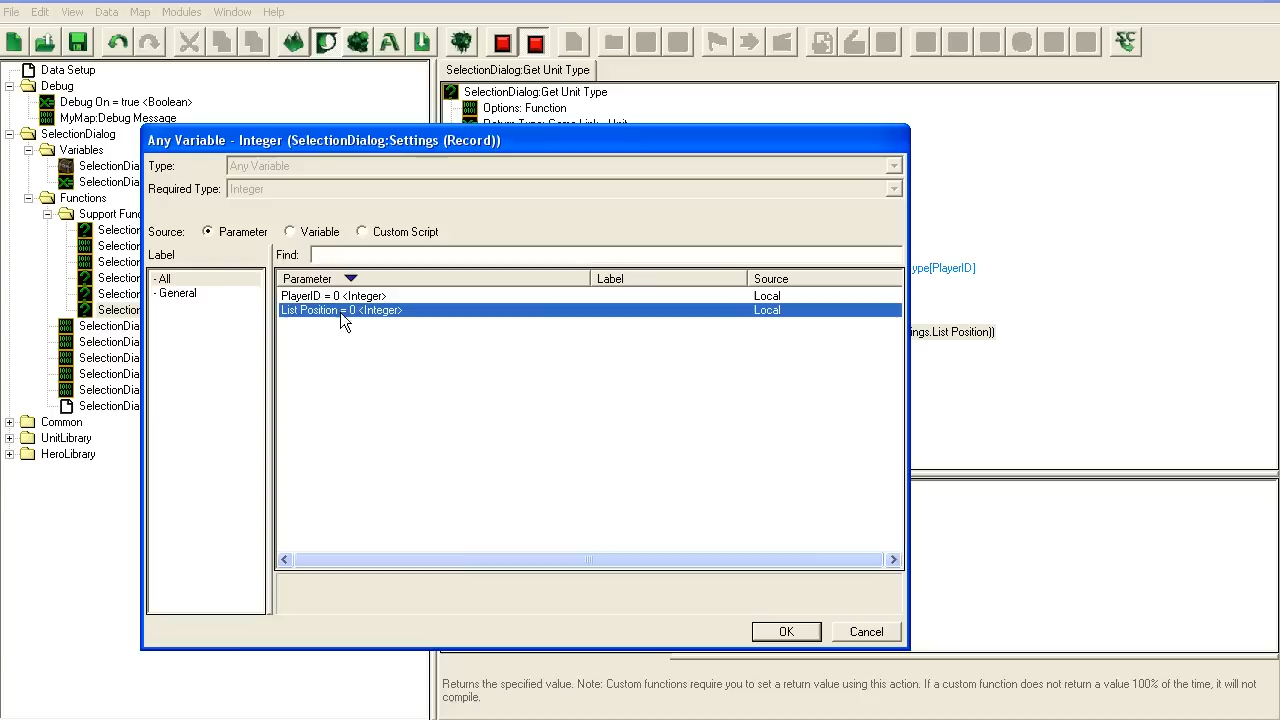 File Edit View Data Map Modules Window Help
Data Setup
Debug
Debug On = true <Boolean>
MyMap:Debug Message
SelectionDialog
Variables
SelectionDia
SelectionDia
Functions
Support Func
Selection
Selection
Selection
Selection
Selection
Selection
SelectionDia
SelectionDia
SelectionDia
SelectionDia
SelectionDia
SelectionDia
Common
UnitLibrary
HeroLibrary
SelectionDialog:Get Unit Type
SelectionDialog:Get Unit Type
Options: Function
ype[PlayerID]
ings.List Position))
Any Variable - Integer (SelectionDialog:Settings (Record))
Type: Any Variable
Required Type: Integer
Source: Parameter Variable Custom Script
Label
Find:
- All
- General
Parameter Label Source
PlayerID = 0 <Integer> Local
List Position = 0 <Integer> Local
OK Cancel
Returns the specified value. Note: Custom functions require you to set a return value using this action. If a custom function does not return a value 100% of the time, it will not
compile.